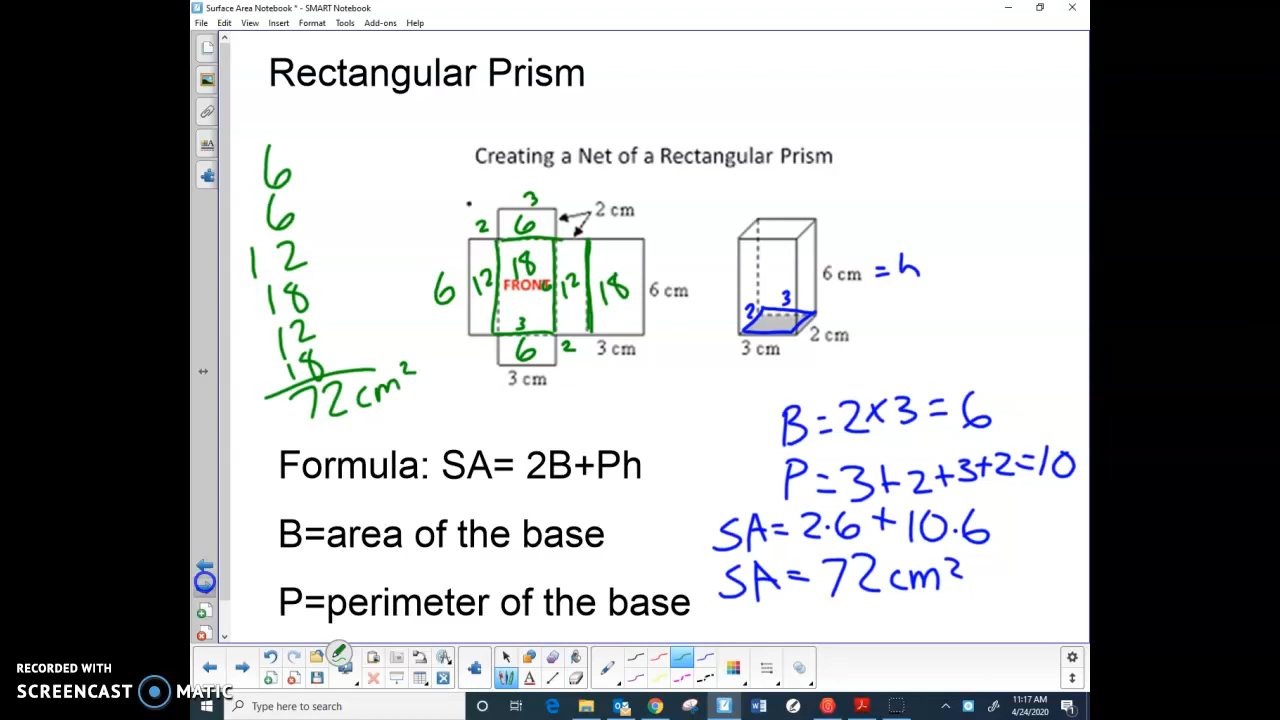 Surface Area Notebook * - SMART Notebook
File Edit View Insert Format Tools Add-ons Help
Rectangular Prism
Creating a Net of a Rectangular Prism
6
6
12
18
12
18
72 cm²
3
2 cm
2 6
18
6 12 FRONT 12 18 6 cm
3
6 2 3 cm
3 cm
6 cm = h
2 3
2 cm
3 cm
B = 2 x 3 = 6
P = 3 + 2 + 3 + 2 = 10
SA = 2·6 + 10·6
SA = 72 cm²
Formula: SA= 2B+Ph
B=area of the base
P=perimeter of the base
RECORDED WITH
SCREENCAST MATIC
Type here to search
11:17 AM
4/24/2020